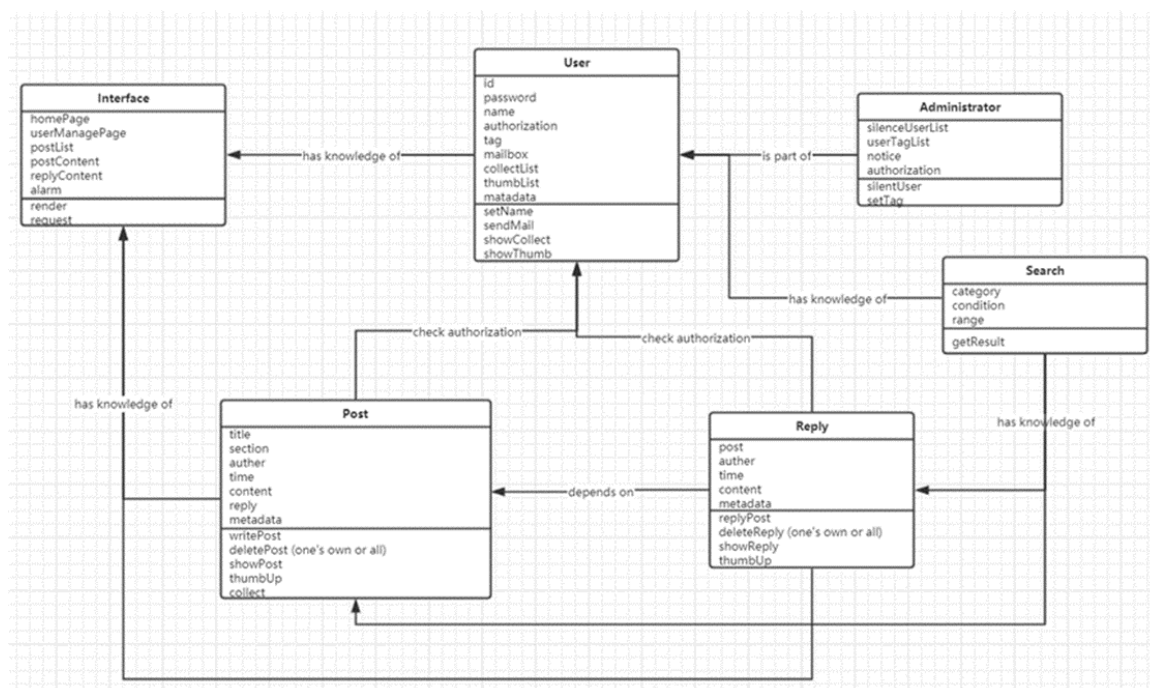 User
id
password
name
authorization
tag
mailbox
collectList
thumbList
matadata
setName
sendMail
showCollect
showThumb
Interface
homePage
userManagePage
postList
postContent
replyContent
alarm
render
request
has knowledge of
is part of
Administrator
silenceUserList
userTagList
notice
authorization
silentUser
setTag
Search
category
condition
range
getResult
has knowledge of
check authorization
check authorization
has knowledge of
has knowledge of
Post
title
section
auther
time
content
reply
metadata
writePost
deletePost (one's own or all)
showPost
thumbUp
collect
depends on
Reply
post
auther
time
content
metadata
replyPost
deleteReply (one's own or all)
showReply
thumbUp